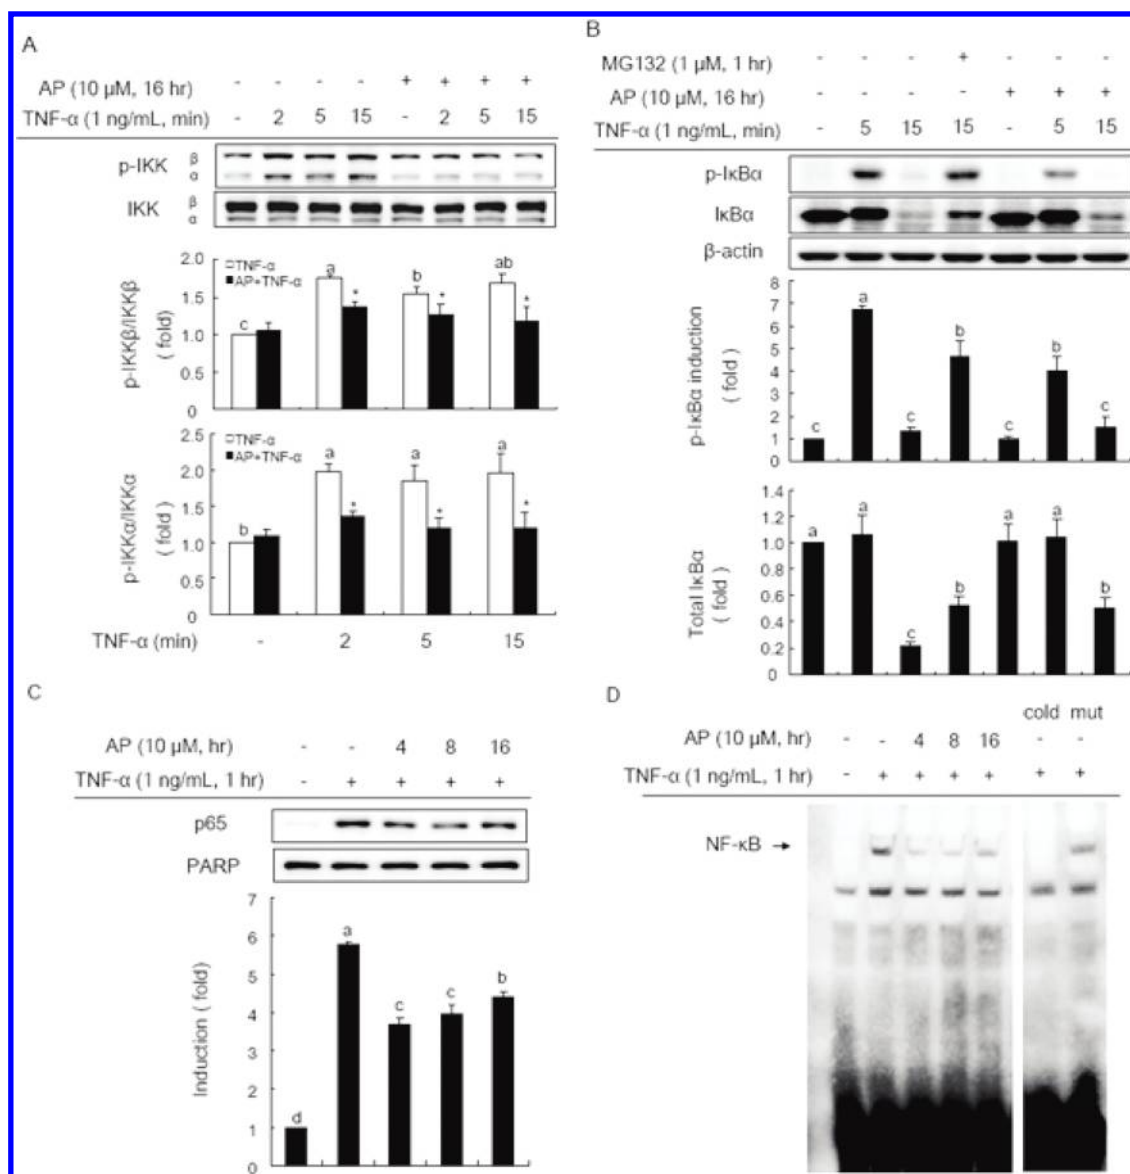 A
AP (10 μM, 16 hr) - - - - + + + +
TNF-α (1 ng/mL, min) - 2 5 15 - 2 5 15
p-IKK β
α
IKK β
α
p-IKKβ/IKKβ
( fold)
2.0
1.5
1.0
0.5
0
TNF-α
AP+TNF-α
c a * b * ab *
p-IKKα/IKKα
( fold)
2.5
2.0
1.5
1.0
0.5
0
TNF-α
AP+TNF-α
b a * a * a *
TNF-α (min) - 2 5 15
B
MG132 (1 μM, 1 hr) - - - + - - -
AP (10 μM, 16 hr) - - - - + + +
TNF-α (1 ng/mL, min) - 5 15 15 - 5 15
p-IκBα
IκBα
β-actin
p-IκBα induction
( fold )
8
7
6
5
4
2
1
0
c a c b c b c
Total IκBα
( fold )
1.4
1.2
1.0
0.8
0.6
0.4
0.2
0
a a c b a a b
C
AP (10 μM, hr) - - 4 8 16
TNF-α (1 ng/mL, 1 hr) - + + + +
p65
PARP
Induction ( fold)
7
6
5
4
3
2
1
0
d a c c b
D
cold mut
AP (10 μM, hr) - - 4 8 16 - -
TNF-α (1 ng/mL, 1 hr) - + + + + + +
NF-κB →